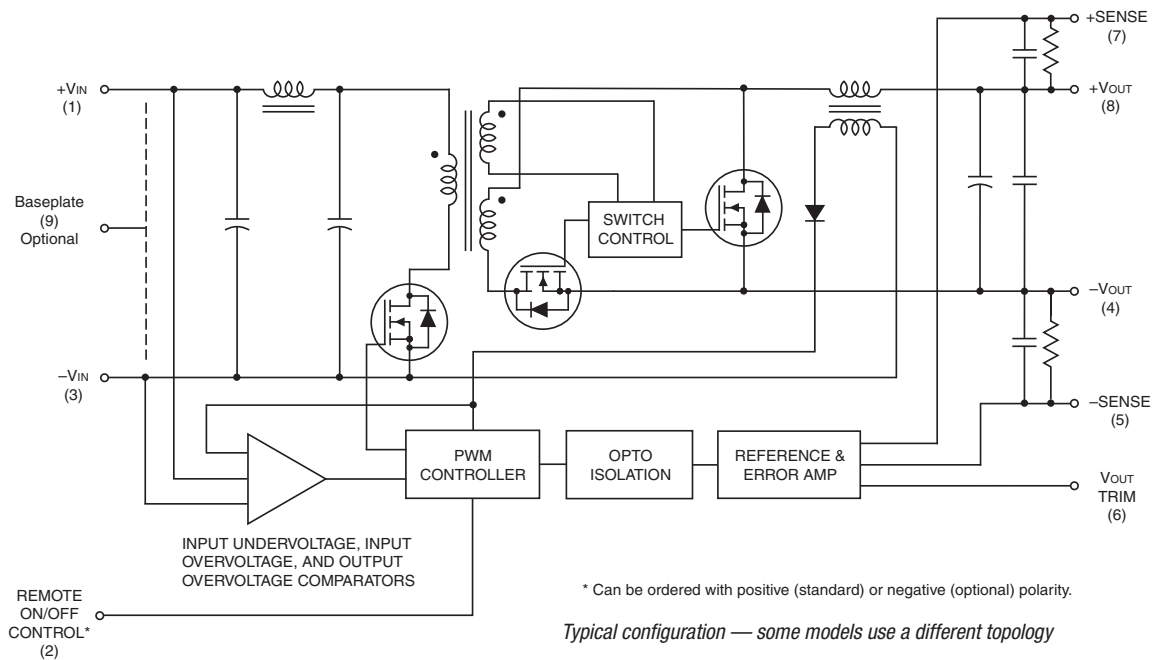 +SENSE
(7)
+VIN
(1)
+VOUT
(8)
Baseplate
(9)
Optional
SWITCH
CONTROL
–VOUT
(4)
–VIN
(3)
–SENSE
(5)
PWM
CONTROLLER
OPTO
ISOLATION
REFERENCE &
ERROR AMP
VOUT
TRIM
(6)
INPUT UNDERVOLTAGE, INPUT
OVERVOLTAGE, AND OUTPUT
OVERVOLTAGE COMPARATORS
REMOTE
ON/OFF
CONTROL*
(2)
* Can be ordered with positive (standard) or negative (optional) polarity.
Typical configuration — some models use a different topology